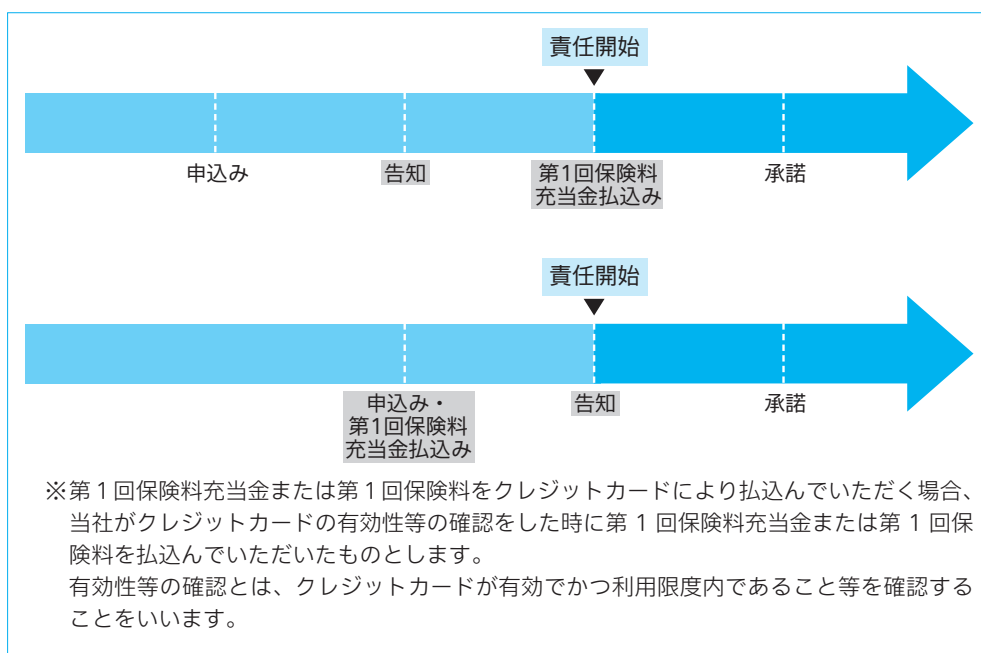 責任開始
▼
申込み
告知
第1回保険料
充当金払込み
承諾
責任開始
▼
申込み・
第1回保険料
充当金払込み
告知
承諾
※第1回保険料充当金または第1回保険料をクレジットカードにより払込んでいただく場合、
当社がクレジットカードの有効性等の確認をした時に第 1 回保険料充当金または第 1 回保
険料を払込んでいただいたものとします。
有効性等の確認とは、クレジットカードが有効でかつ利用限度内であること等を確認する
ことをいいます。